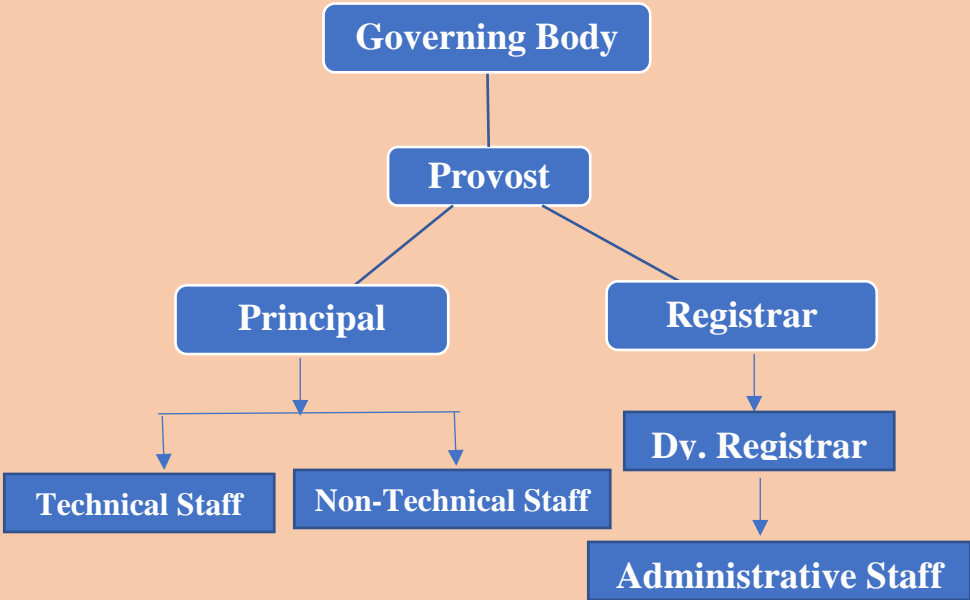 Governing Body
Provost
Principal
Registrar
Dy. Registrar
Technical Staff
Non-Technical Staff
Administrative Staff